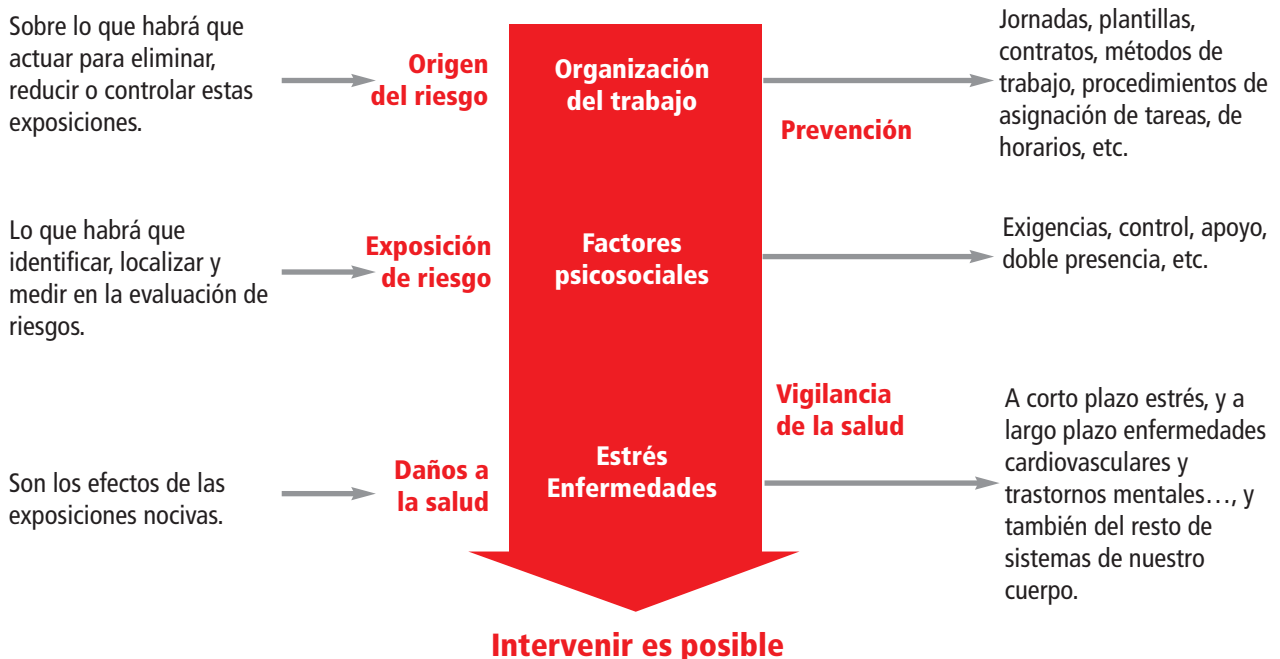 Sobre lo que habrá que
actuar para eliminar,
reducir o controlar estas
exposiciones.
Origen
del riesgo
Organización
del trabajo
Prevención
Jornadas, plantillas,
contratos, métodos de
trabajo, procedimientos de
asignación de tareas, de
horarios, etc.
Lo que habrá que
identificar, localizar y
medir en la evaluación de
riesgos.
Exposición
de riesgo
Factores
psicosociales
Exigencias, control, apoyo,
doble presencia, etc.
Son los efectos de las
exposiciones nocivas.
Daños a
la salud
Estrés
Enfermedades
Vigilancia
de la salud
A corto plazo estrés, y a
largo plazo enfermedades
cardiovasculares y
trastornos mentales..., y
también del resto de
sistemas de nuestro
cuerpo.
Intervenir es posible